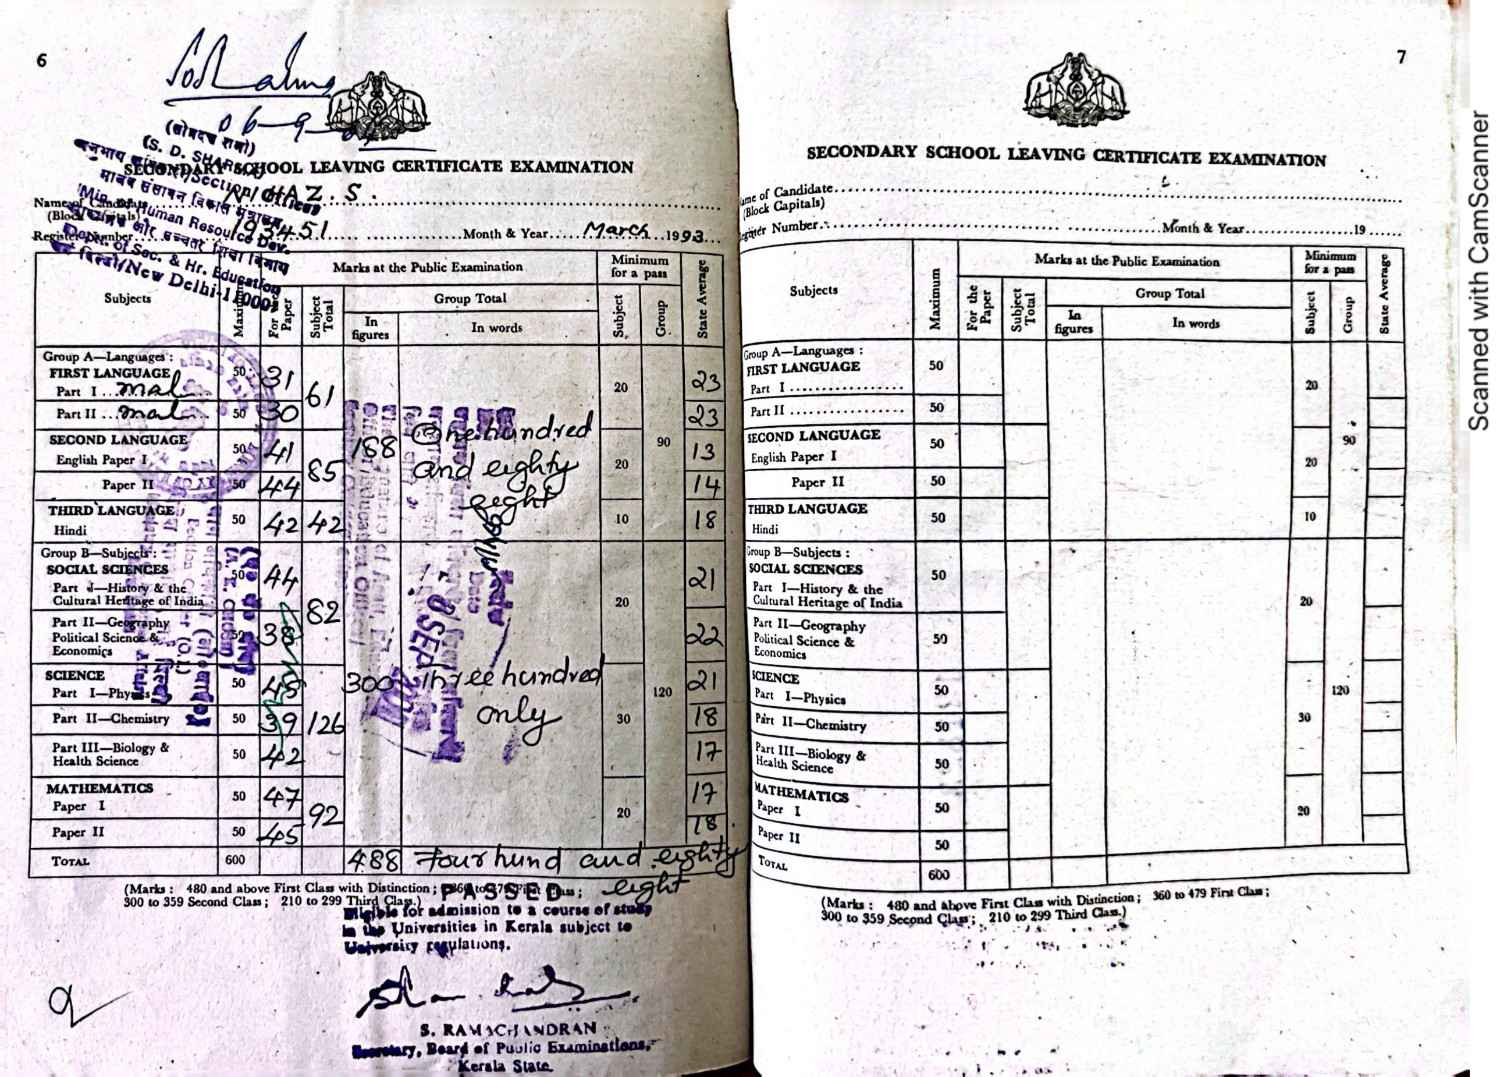 6
06-9-
(सोमदत्त शर्मा)
(S. D. SHARMA)
SECONDARY SCHOOL LEAVING CERTIFICATE EXAMINATION
Name of Candidate HAZ. S.
(Block Capitals)
Register Number 193451 Month & Year March 1993
Human Resource Dev.
Deptt. of Sec. & Hr. Education
नई दिल्ली/New Delhi-110001
Subjects Maximum For the Paper Subject Total Marks at the Public Examination Minimum for a pass State Average
Group Total Subject Group
In figures In words
Group A—Languages :
FIRST LANGUAGE
Part I mal 50 31 61 20 23
Part II mal 50 30 23
SECOND LANGUAGE
English Paper I 50 41 85 188 One hundred and eighty eight 20 90 13
Paper II 50 44 14
THIRD LANGUAGE
Hindi 50 42 42 10 18
Group B—Subjects :
SOCIAL SCIENCES
Part I—History & the Cultural Heritage of India 50 44 82 20 21
Part II—Geography Political Science & Economics 50 38 22
SCIENCE
Part I—Physics 50 45 126 300 Three hundred only 30 120 21
Part II—Chemistry 50 39 18
Part III—Biology & Health Science 50 42 17
MATHEMATICS
Paper I 50 47 92 20 17
Paper II 50 45 18
TOTAL 600 488 Four hund and eighty eight
(Marks : 480 and above First Class with Distinction; 360 to 479 First Class;
300 to 359 Second Class; 210 to 299 Third Class.)
PASSED
Eligible for admission to a course of study
in the Universities in Kerala subject to
University regulations.
S. RAMACHANDRAN
Secretary, Board of Public Examinations,
Kerala State.
7
SECONDARY SCHOOL LEAVING CERTIFICATE EXAMINATION
Name of Candidate
(Block Capitals)
Register Number Month & Year 19
Subjects Maximum For the Paper Subject Total Marks at the Public Examination Minimum for a pass State Average
Group Total Subject Group
In figures In words
Group A—Languages :
FIRST LANGUAGE
Part I 50 20
Part II 50
SECOND LANGUAGE
English Paper I 50 20 90
Paper II 50
THIRD LANGUAGE
Hindi 50 10
Group B—Subjects :
SOCIAL SCIENCES
Part I—History & the Cultural Heritage of India 50 20
Part II—Geography Political Science & Economics 50
SCIENCE
Part I—Physics 50 30 120
Part II—Chemistry 50
Part III—Biology & Health Science 50
MATHEMATICS
Paper I 50 20
Paper II 50
TOTAL 600
(Marks : 480 and above First Class with Distinction; 360 to 479 First Class;
300 to 359 Second Class; 210 to 299 Third Class.)
Scanned with CamScanner